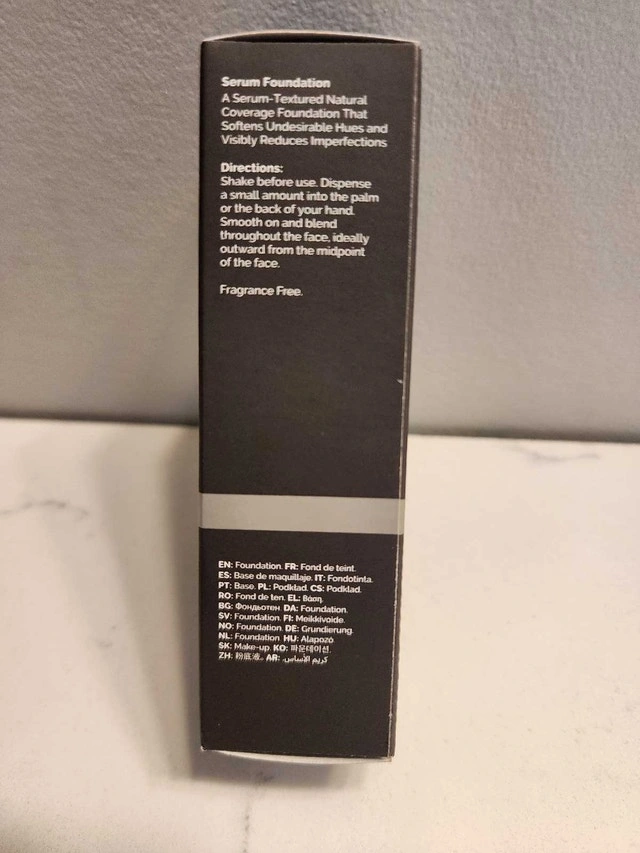 Serum Foundation
A Serum-Textured Natural
Coverage Foundation That
Softens Undesirable Hues and
Visibly Reduces Imperfections
Directions:
Shake before use. Dispense
a small amount into the palm
or the back of your hand.
Smooth on and blend
throughout the face, ideally
outward from the midpoint
of the face.
Fragrance Free.
EN: Foundation. FR: Fond de teint.
ES: Base de maquillaje. IT: Fondotinta.
PT: Base. PL: Podkład. CS: Podklad.
RO: Fond de ten. EL: Βάση.
BG: Фондьотен. DA: Foundation.
SV: Foundation. FI: Meikkivoide.
NO: Foundation. DE: Grundierung.
NL: Foundation. HU: Alapozó.
SK: Make-up. KO: 파운데이션.
ZH: 粉底液。 AR: كريم الأساس.